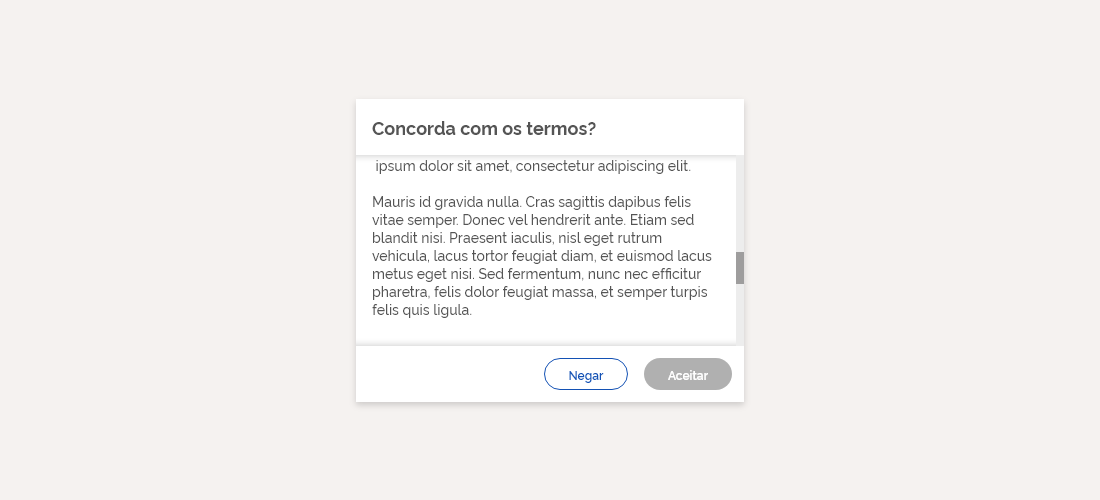 Concorda com os termos?
ipsum dolor sit amet, consectetur adipiscing elit.
Mauris id gravida nulla. Cras sagittis dapibus felis
vitae semper. Donec vel hendrerit ante. Etiam sed
blandit nisi. Praesent iaculis, nisl eget rutrum
vehicula, lacus tortor feugiat diam, et euismod lacus
metus eget nisi. Sed fermentum, nunc nec efficitur
pharetra, felis dolor feugiat massa, et semper turpis
felis quis ligula.
Negar
Aceitar